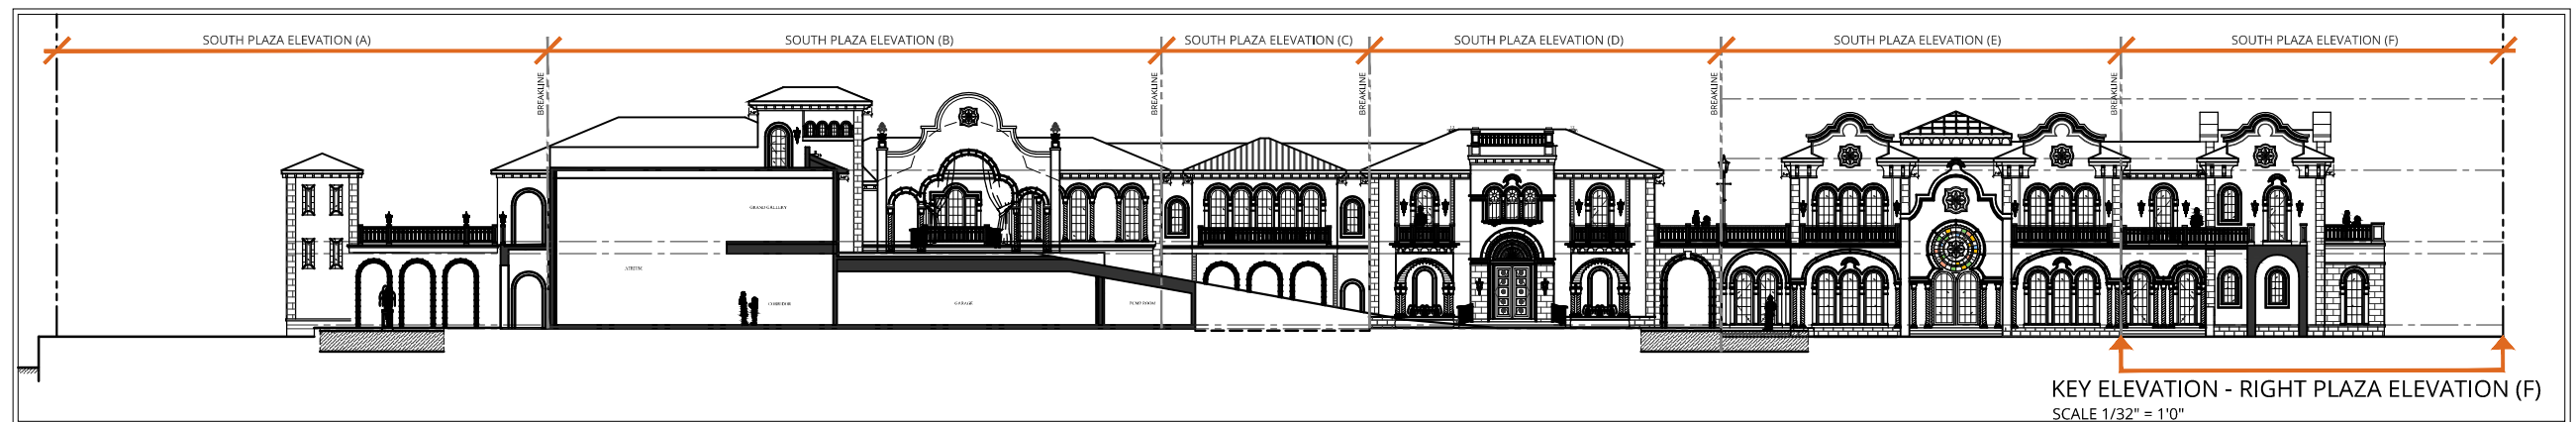 SOUTH PLAZA ELEVATION (A)
SOUTH PLAZA ELEVATION (B)
SOUTH PLAZA ELEVATION (C)
SOUTH PLAZA ELEVATION (D)
SOUTH PLAZA ELEVATION (E)
SOUTH PLAZA ELEVATION (F)
BREAKLINE
BREAKLINE
BREAKLINE
BREAKLINE
BREAKLINE
GRAND GALLERY
CORRIDOR
GARAGE
KEY ELEVATION - RIGHT PLAZA ELEVATION (F)
SCALE 1/32" = 1'0"